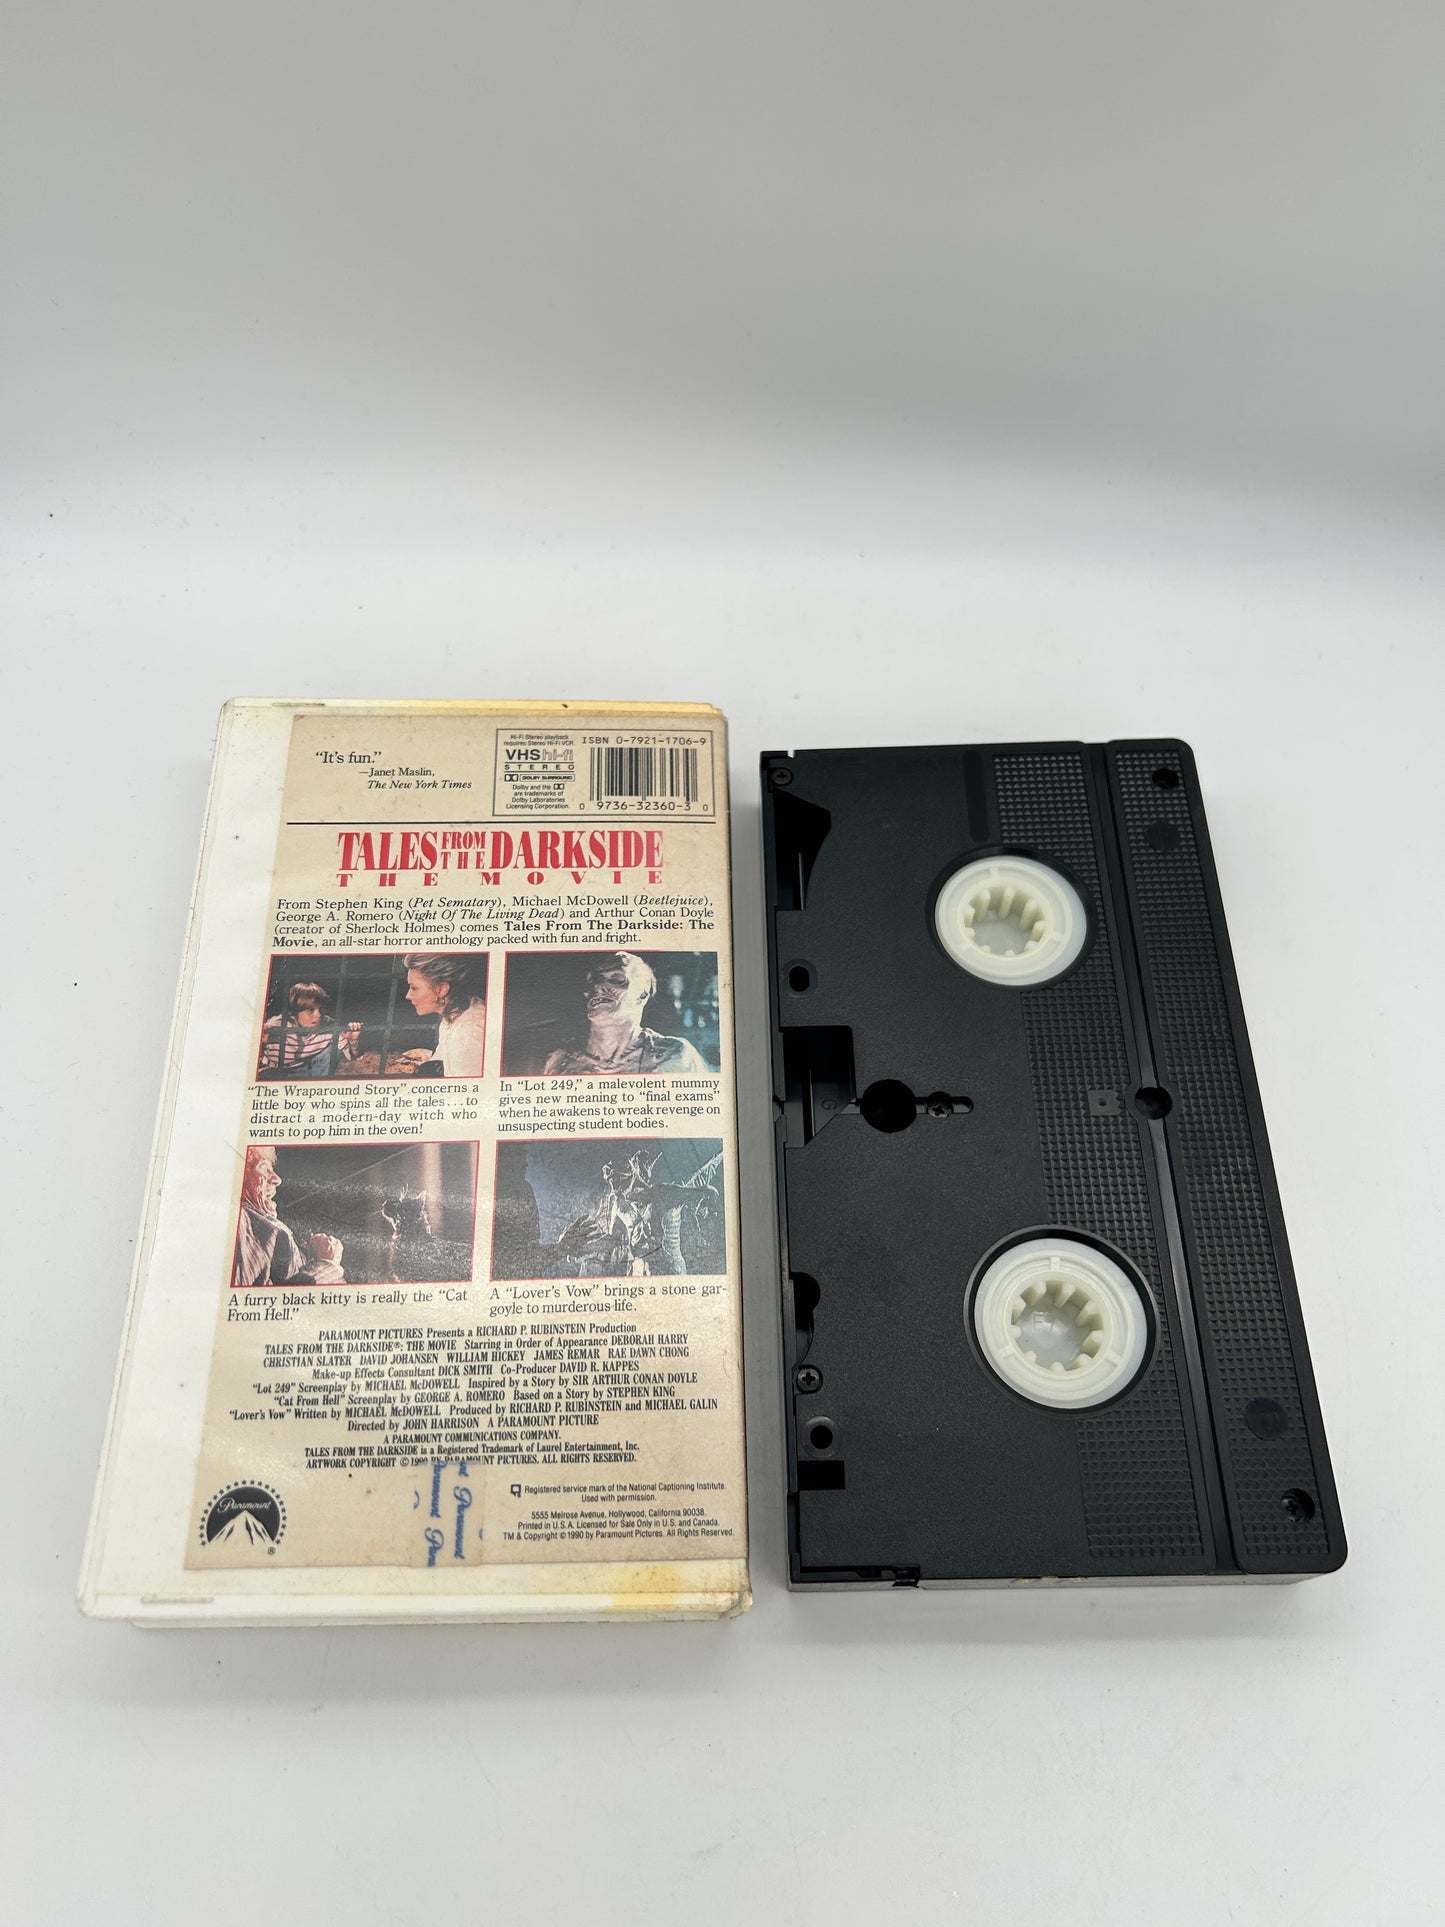 "It's fun."
—Janet Maslin,
The New York Times
Hi-Fi Stereo playback
requires Stereo Hi-Fi VCR
VHS hi-fi
STEREO
DOLBY SURROUND
Dolby and the
are trademarks of
Dolby Laboratories
Licensing Corporation.
ISBN 0-7921-1706-9
0 9736-32360-3 0
TALES FROM THE DARKSIDE
THE MOVIE
From Stephen King (Pet Sematary), Michael McDowell (Beetlejuice),
George A. Romero (Night Of The Living Dead) and Arthur Conan Doyle
(creator of Sherlock Holmes) comes Tales From The Darkside: The
Movie, an all-star horror anthology packed with fun and fright.
"The Wraparound Story" concerns a
little boy who spins all the tales...to
distract a modern-day witch who
wants to pop him in the oven!
In "Lot 249," a malevolent mummy
gives new meaning to "final exams"
when he awakens to wreak revenge on
unsuspecting student bodies.
A furry black kitty is really the "Cat
From Hell."
A "Lover's Vow" brings a stone gar-
goyle to murderous life.
PARAMOUNT PICTURES Presents a RICHARD P. RUBINSTEIN Production
TALES FROM THE DARKSIDE®: THE MOVIE Starring in Order of Appearance DEBORAH HARRY
CHRISTIAN SLATER DAVID JOHANSEN WILLIAM HICKEY JAMES REMAR RAE DAWN CHONG
Make-up Effects Consultant DICK SMITH Co-Producer DAVID R. KAPPES
"Lot 249" Screenplay by MICHAEL McDOWELL Inspired by a Story by SIR ARTHUR CONAN DOYLE
"Cat From Hell" Screenplay by GEORGE A. ROMERO Based on a Story by STEPHEN KING
"Lover's Vow" Written by MICHAEL McDOWELL Produced by RICHARD P. RUBINSTEIN and MICHAEL GALIN
Directed by JOHN HARRISON A PARAMOUNT PICTURE
A PARAMOUNT COMMUNICATIONS COMPANY.
TALES FROM THE DARKSIDE is a Registered Trademark of Laurel Entertainment, Inc.
ARTWORK COPYRIGHT © 1990 BY PARAMOUNT PICTURES. ALL RIGHTS RESERVED.
Paramount
®
Paramount
Paramount
Registered service mark of the National Captioning Institute.
Used with permission.
5555 Melrose Avenue, Hollywood, California 90038.
Printed in U.S.A. Licensed for Sale Only in U.S. and Canada.
TM & Copyright © 1990 by Paramount Pictures. All Rights Reserved.